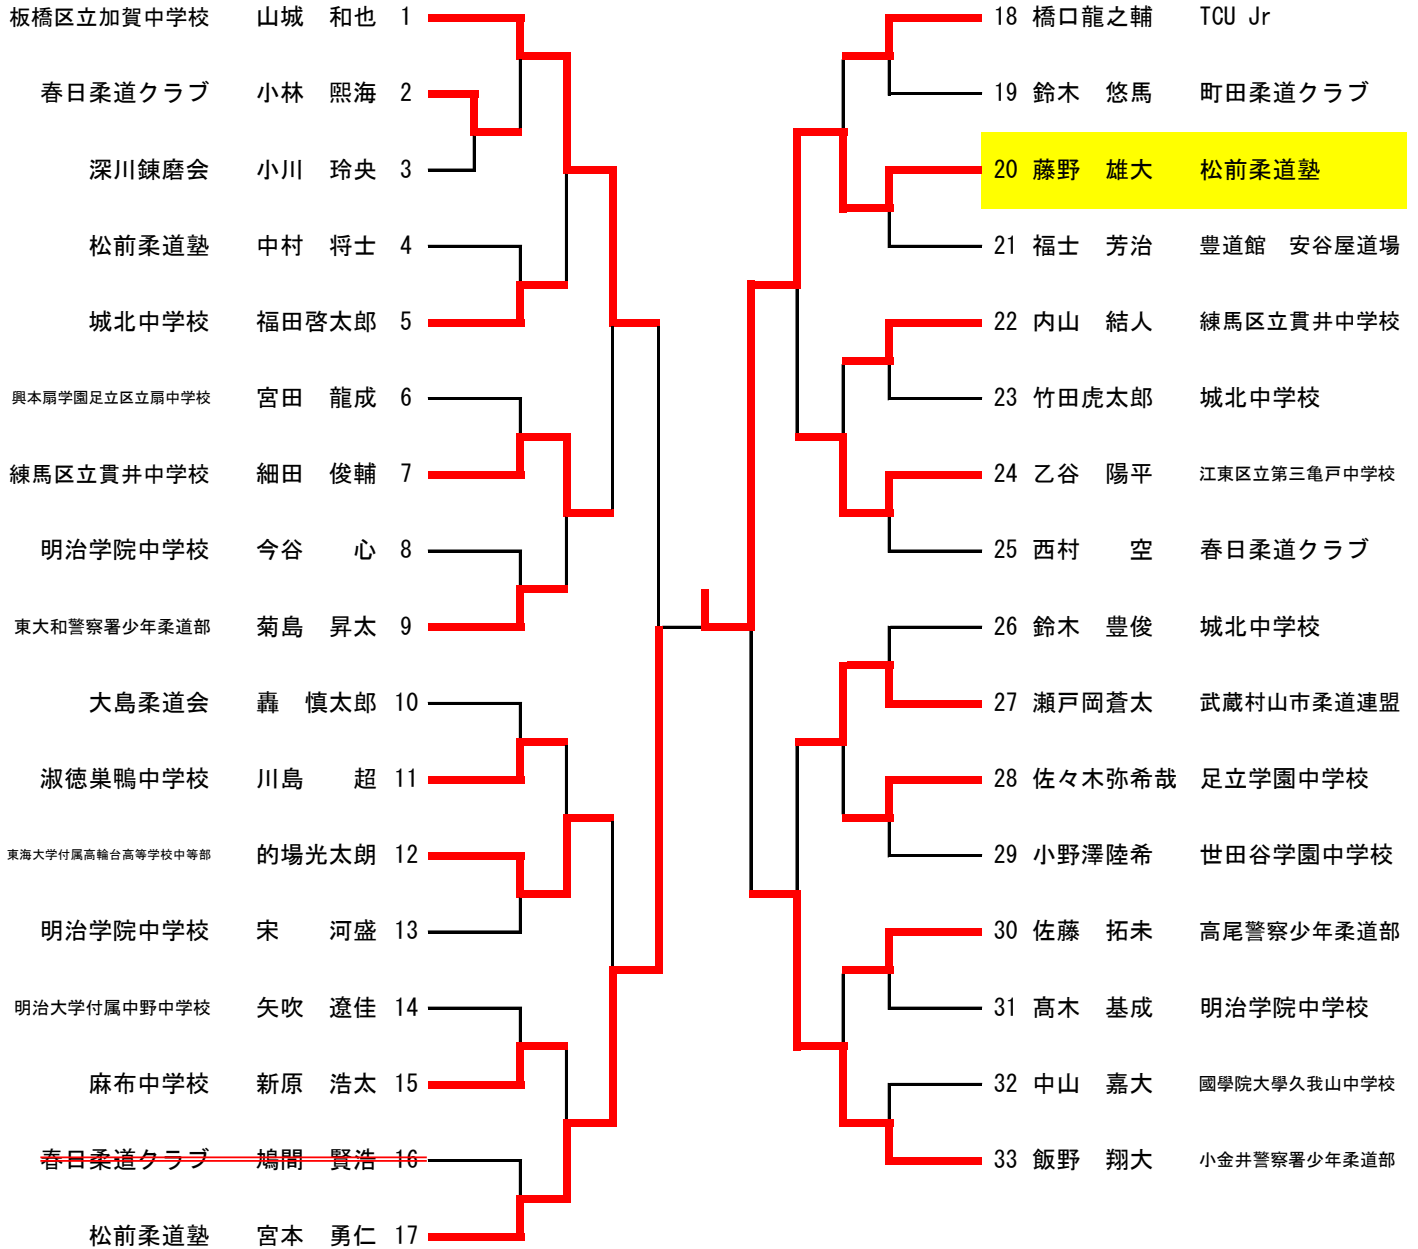 板橋区立加賀中学校 山城 和也 1
春日柔道クラブ 小林 熙海 2
深川錬磨会 小川 玲央 3
松前柔道塾 中村 将士 4
城北中学校 福田啓太郎 5
興本扇学園足立区立扇中学校 宮田 龍成 6
練馬区立貫井中学校 細田 俊輔 7
明治学院中学校 今谷 心 8
東大和警察署少年柔道部 菊島 昇太 9
大島柔道会 轟 慎太郎 10
淑徳巣鴨中学校 川島 超 11
東海大学付属高輪台高等学校中等部 的場光太朗 12
明治学院中学校 宋 河盛 13
明治大学付属中野中学校 矢吹 遼佳 14
麻布中学校 新原 浩太 15
春日柔道クラブ 鳩間 賢浩 16
松前柔道塾 宮本 勇仁 17
18 橋口龍之輔 TCU Jr
19 鈴木 悠馬 町田柔道クラブ
20 藤野 雄大 松前柔道塾
21 福士 芳治 豊道館 安谷屋道場
22 内山 結人 練馬区立貫井中学校
23 竹田虎太郎 城北中学校
24 乙谷 陽平 江東区立第三亀戸中学校
25 西村 空 春日柔道クラブ
26 鈴木 豊俊 城北中学校
27 瀬戸岡蒼太 武蔵村山市柔道連盟
28 佐々木弥希哉 足立学園中学校
29 小野澤陸希 世田谷学園中学校
30 佐藤 拓未 高尾警察少年柔道部
31 髙木 基成 明治学院中学校
32 中山 嘉大 國學院大學久我山中学校
33 飯野 翔大 小金井警察署少年柔道部